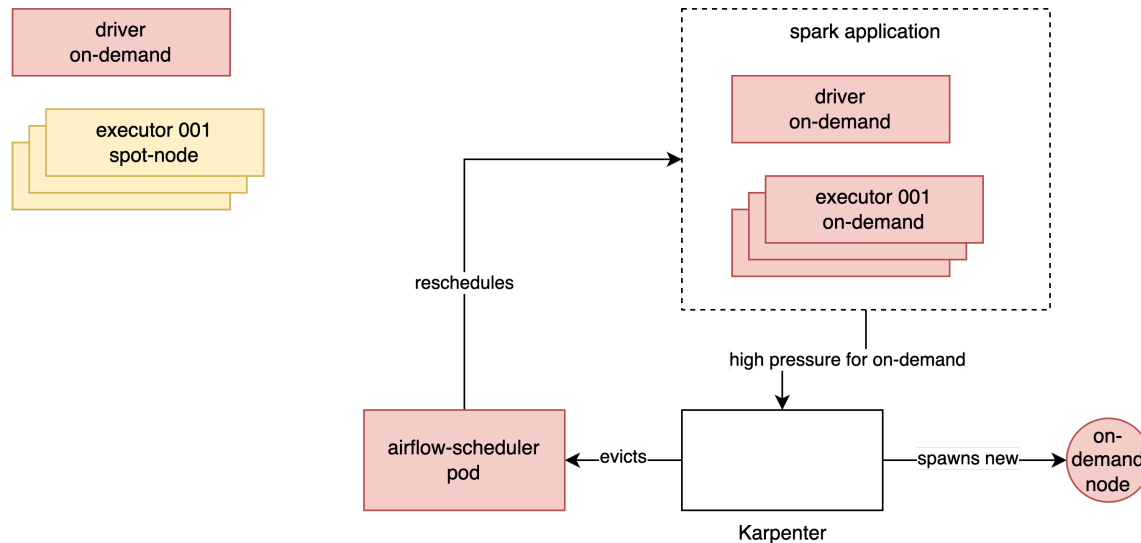 driver
on-demand
executor 001
spot-node
spark application
driver
on-demand
executor 001
on-demand
reschedules
high pressure for on-demand
airflow-scheduler
pod
evicts
spawns new
on-
demand
node
Karpenter